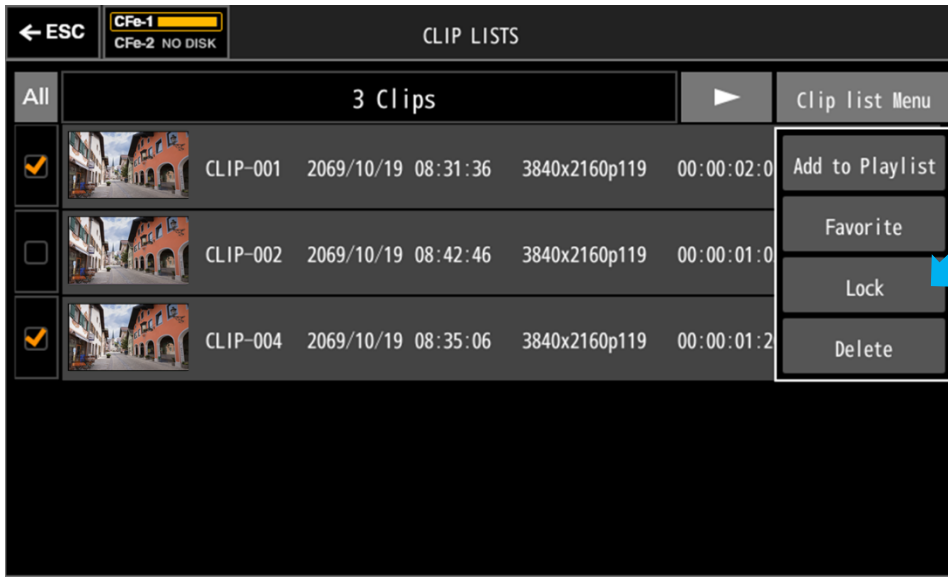 ← ESC
CFe-1
CFe-2 NO DISK
CLIP LISTS
All
3 Clips
Clip list Menu
CLIP-001 2069/10/19 08:31:36 3840x2160p119 00:00:02:0
Add to Playlist
Favorite
CLIP-002 2069/10/19 08:42:46 3840x2160p119 00:00:01:0
Lock
CLIP-004 2069/10/19 08:35:06 3840x2160p119 00:00:01:2
Delete